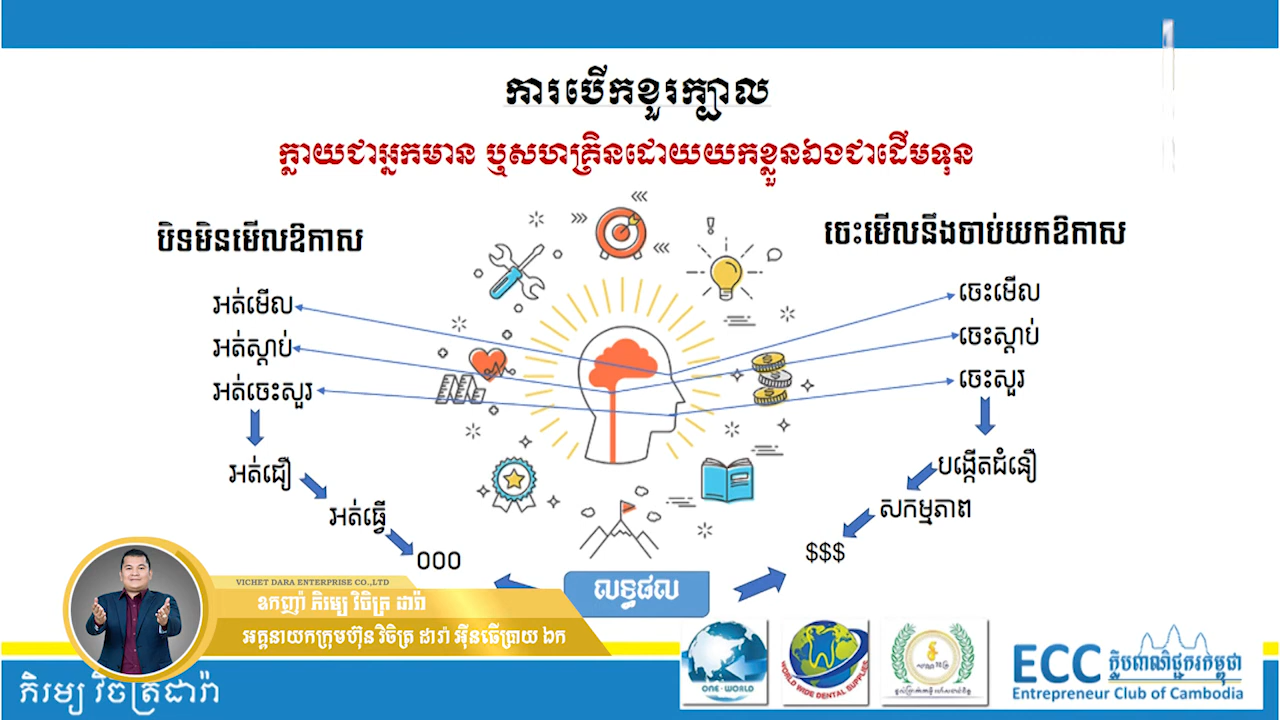 ការបើកខួរក្បាល
ក្លាយជាអ្នកមាន ឬសហគ្រិនដោយយកខ្លួនឯងជាដើមទុន
បិទមិនមើលឱកាស
ចេះមើលនឹងចាប់យកឱកាស
អត់មើល
ចេះមើល
អត់ស្តាប់
ចេះស្តាប់
អត់ចេះសួរ
ចេះសួរ
អត់ជឿ
បង្កើតជំនឿ
អត់ធ្វើ
សកម្មភាព
000
$$$
លទ្ធផល
VICHET DARA ENTERPRISE CO.,LTD
ឧកញ៉ា ភិរម្យ វិចិត្រ ដារ៉ា
អគ្គនាយកក្រុមហ៊ុន វិចិត្រ ដារ៉ា អ៊ីនធើប្រាយ ឯក
ភិរម្យ វិចិត្រដារ៉ា
ONE-WORLD
WORLD WIDE DENTAL SUPPLIES
ECC
ក្លឹបពាណិជ្ជករកម្ពុជា
Entrepreneur Club of Cambodia